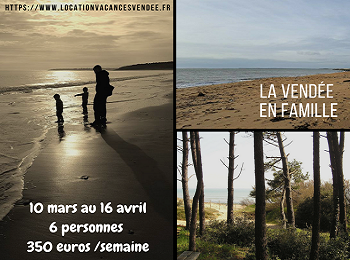 HTTPS://WWW.LOCATIONVACANCESVENDEE.FR
LA VENDÉE
EN FAMILLE
10 mars au 16 avril
6 personnes
350 euros /semaine